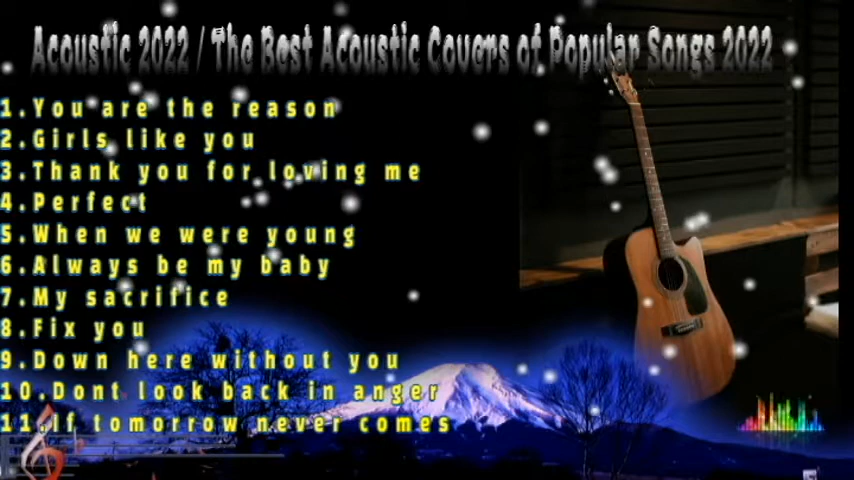 Acoustic 2022 / The Best Acoustic Covers of Popular Songs 2022
1.You are the reason
2.Girls like you
3.Thank you for loving me
4.Perfect
5.When we were young
6.Always be my baby
7.My sacrifice
8.Fix you
9.Down here without you
10.Dont look back in anger
11.If tomorrow never comes